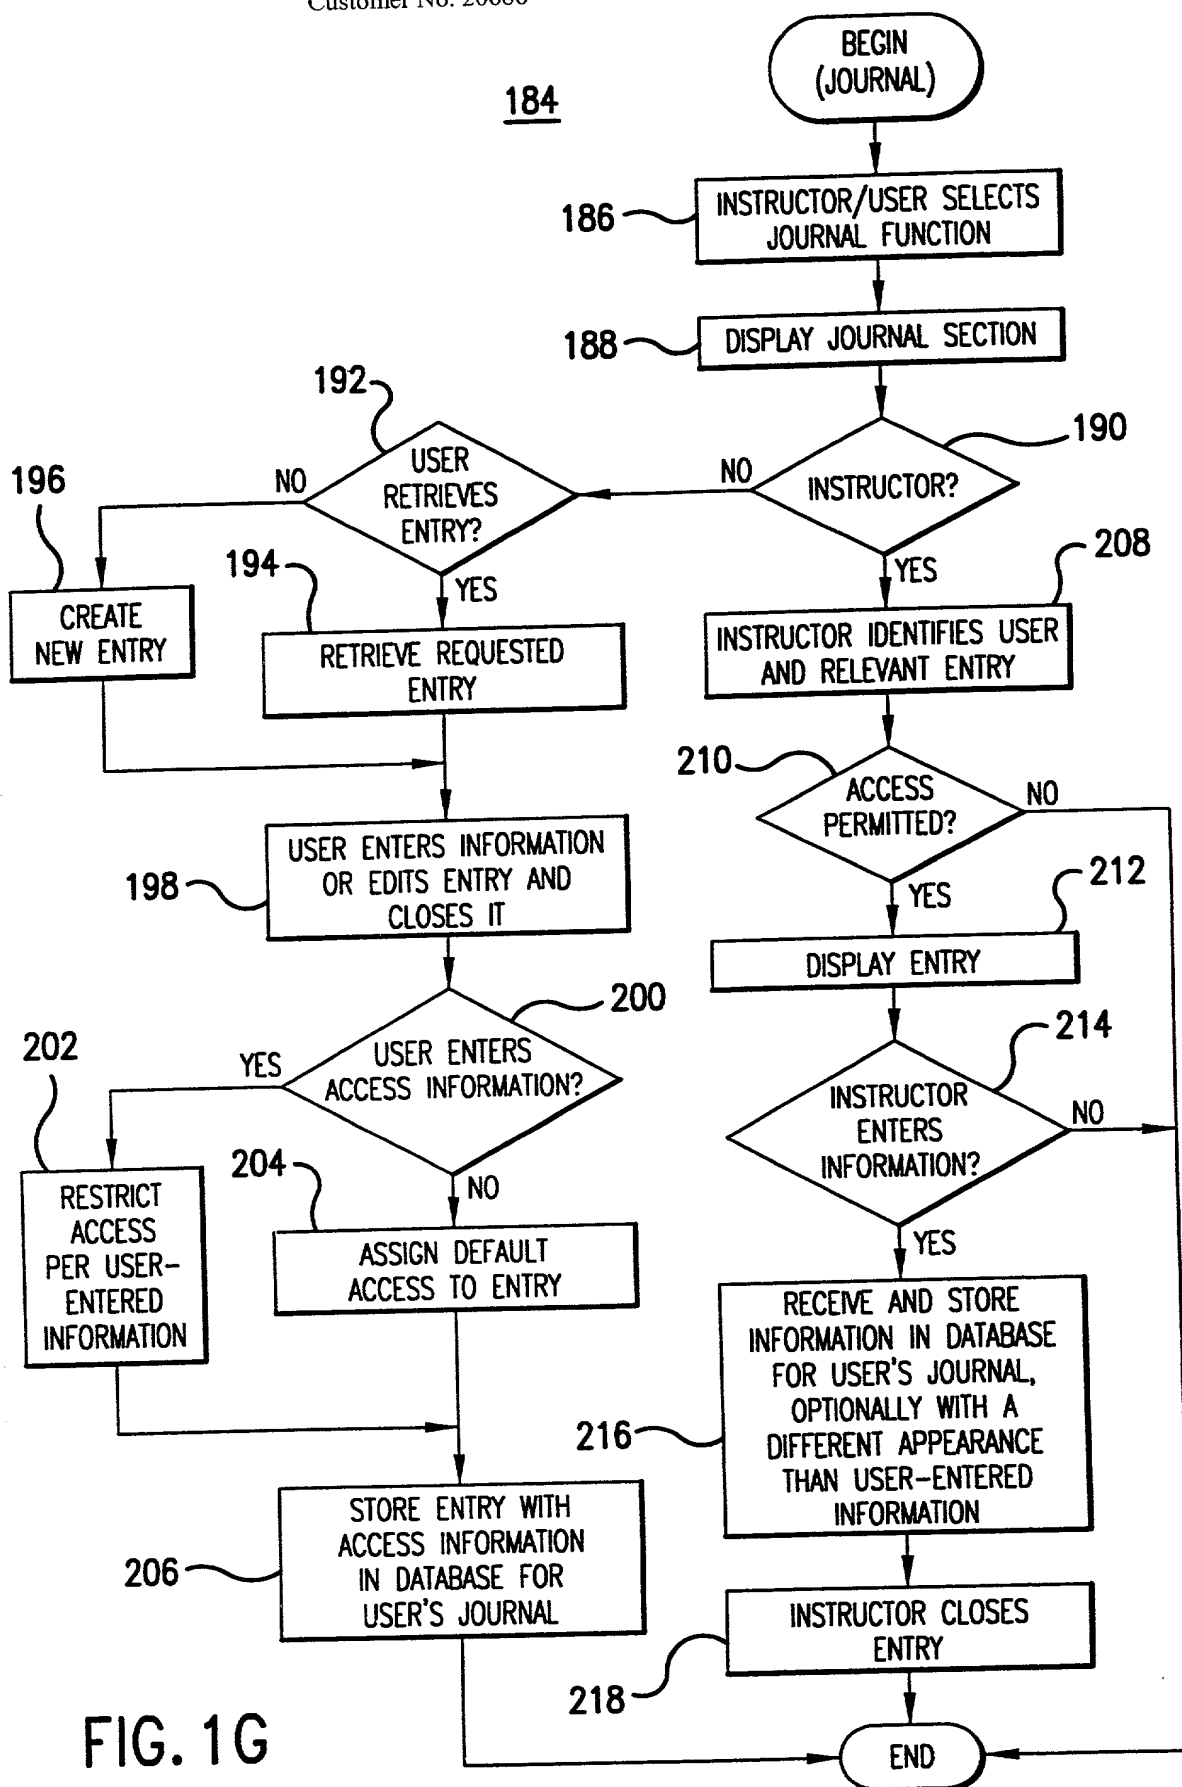 Customer No. 20686
184
BEGIN
(JOURNAL)
186
INSTRUCTOR/USER SELECTS
JOURNAL FUNCTION
188
DISPLAY JOURNAL SECTION
190
INSTRUCTOR?
NO
YES
192
USER
RETRIEVES
ENTRY?
NO
YES
196
CREATE
NEW ENTRY
194
RETRIEVE REQUESTED
ENTRY
198
USER ENTERS INFORMATION
OR EDITS ENTRY AND
CLOSES IT
200
USER ENTERS
ACCESS INFORMATION?
YES
NO
202
RESTRICT
ACCESS
PER USER-
ENTERED
INFORMATION
204
ASSIGN DEFAULT
ACCESS TO ENTRY
206
STORE ENTRY WITH
ACCESS INFORMATION
IN DATABASE FOR
USER'S JOURNAL
208
INSTRUCTOR IDENTIFIES USER
AND RELEVANT ENTRY
210
ACCESS
PERMITTED?
NO
YES
212
DISPLAY ENTRY
214
INSTRUCTOR
ENTERS
INFORMATION?
NO
YES
216
RECEIVE AND STORE
INFORMATION IN DATABASE
FOR USER'S JOURNAL,
OPTIONALLY WITH A
DIFFERENT APPEARANCE
THAN USER-ENTERED
INFORMATION
218
INSTRUCTOR CLOSES
ENTRY
END
FIG. 1G